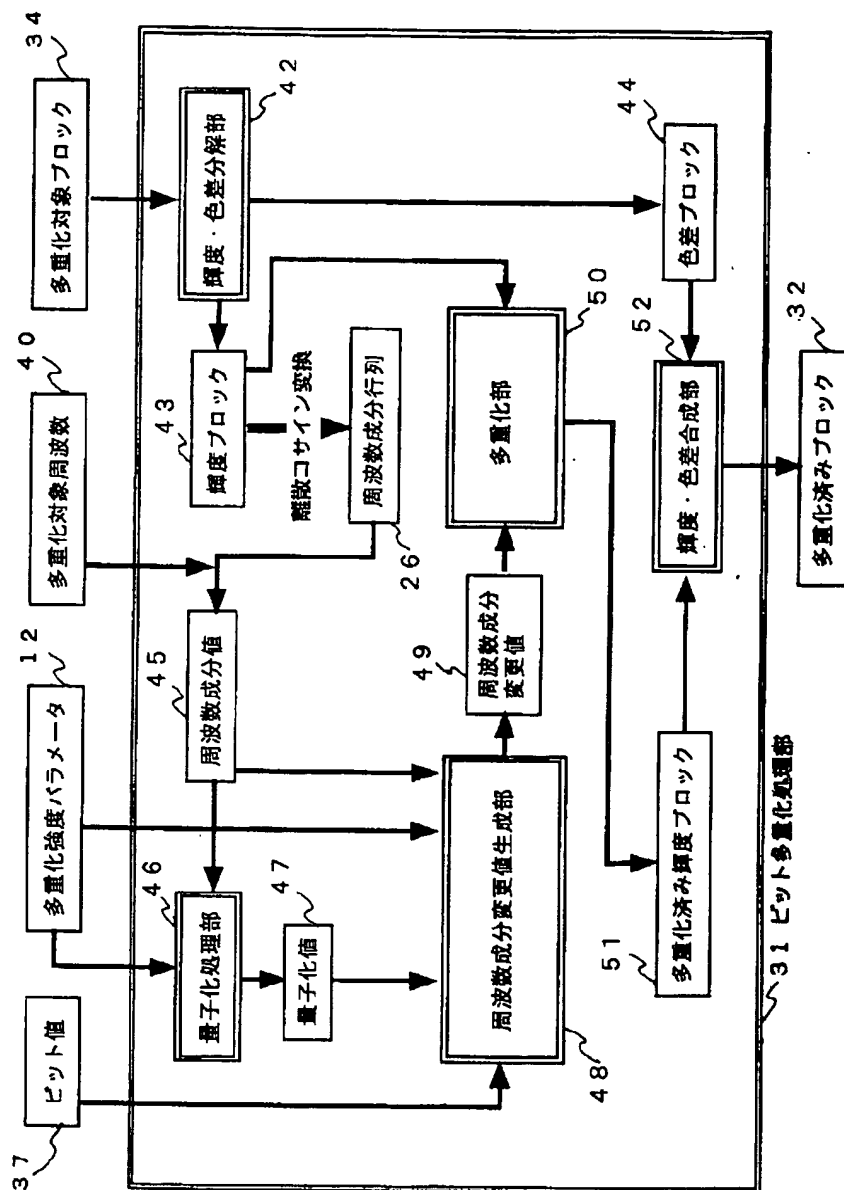 37
ビット値
12
多重化強度パラメータ
40
多重化対象周波数
34
多重化対象ブロック
46
量子化処理部
47
量子化値
45
周波数成分値
43
輝度ブロック
離散コサイン変換
周波数成分行列
26
輝度・色差分解部
42
周波数成分変更値生成部
48
49
周波数成分
変更値
多重化部
50
色差ブロック
44
51
多重化済み輝度ブロック
輝度・色差合成部
52
31 ビット多重化処理部
多重化済みブロック
32